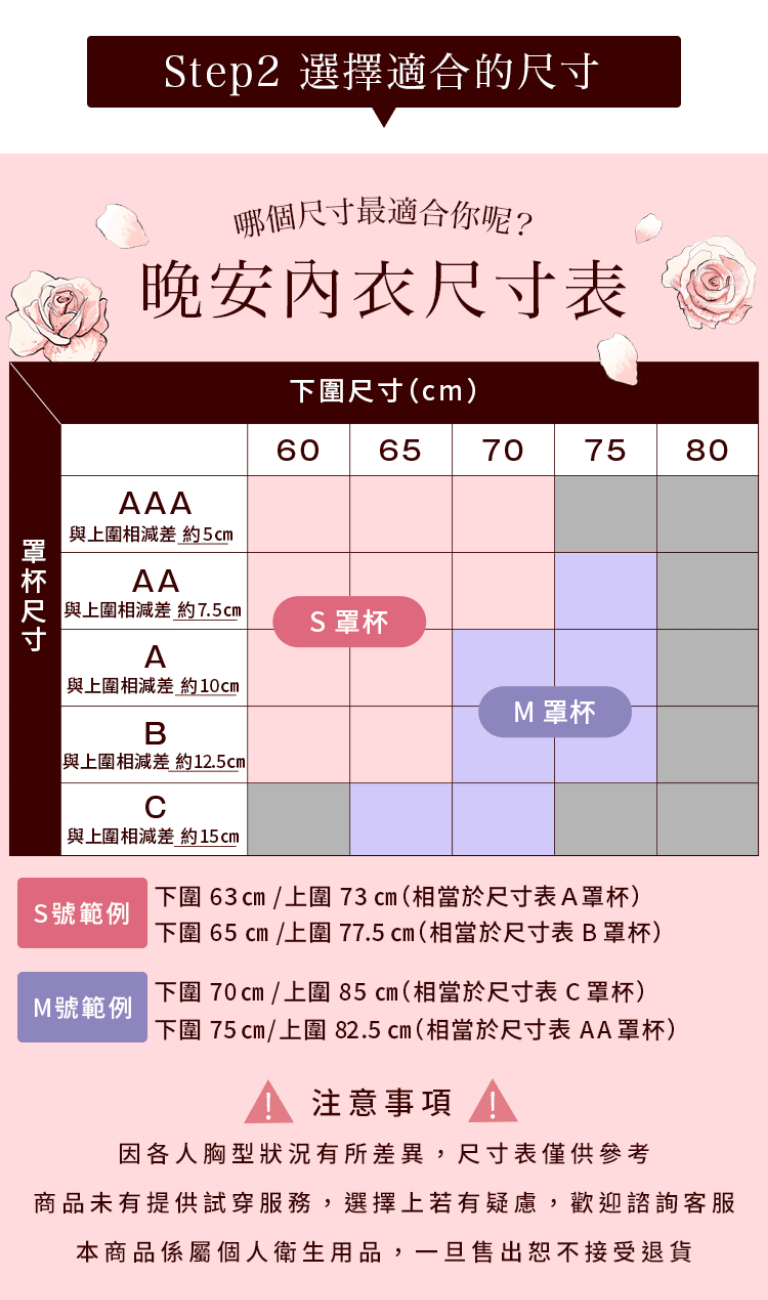 Step2 選擇適合的尺寸
哪個尺寸最適合你呢?
晚安內衣尺寸表
下圍尺寸(cm)
60 65 70 75 80
罩杯尺寸
AAA
與上圍相減差 約5cm
AA
與上圍相減差 約7.5cm
A
與上圍相減差 約10cm
B
與上圍相減差 約12.5cm
C
與上圍相減差 約15cm
S 罩杯
M 罩杯
S號範例
下圍 63㎝ /上圍 73 ㎝(相當於尺寸表A罩杯)
下圍 65 ㎝ /上圍 77.5 ㎝(相當於尺寸表 B 罩杯)
M號範例
下圍 70㎝ /上圍 85 ㎝(相當於尺寸表 C 罩杯)
下圍 75㎝/上圍 82.5 ㎝(相當於尺寸表 AA 罩杯)
! 注意事項 !
因各人胸型狀況有所差異，尺寸表僅供參考
商品未有提供試穿服務，選擇上若有疑慮，歡迎諮詢客服
本商品係屬個人衛生用品，一旦售出恕不接受退貨